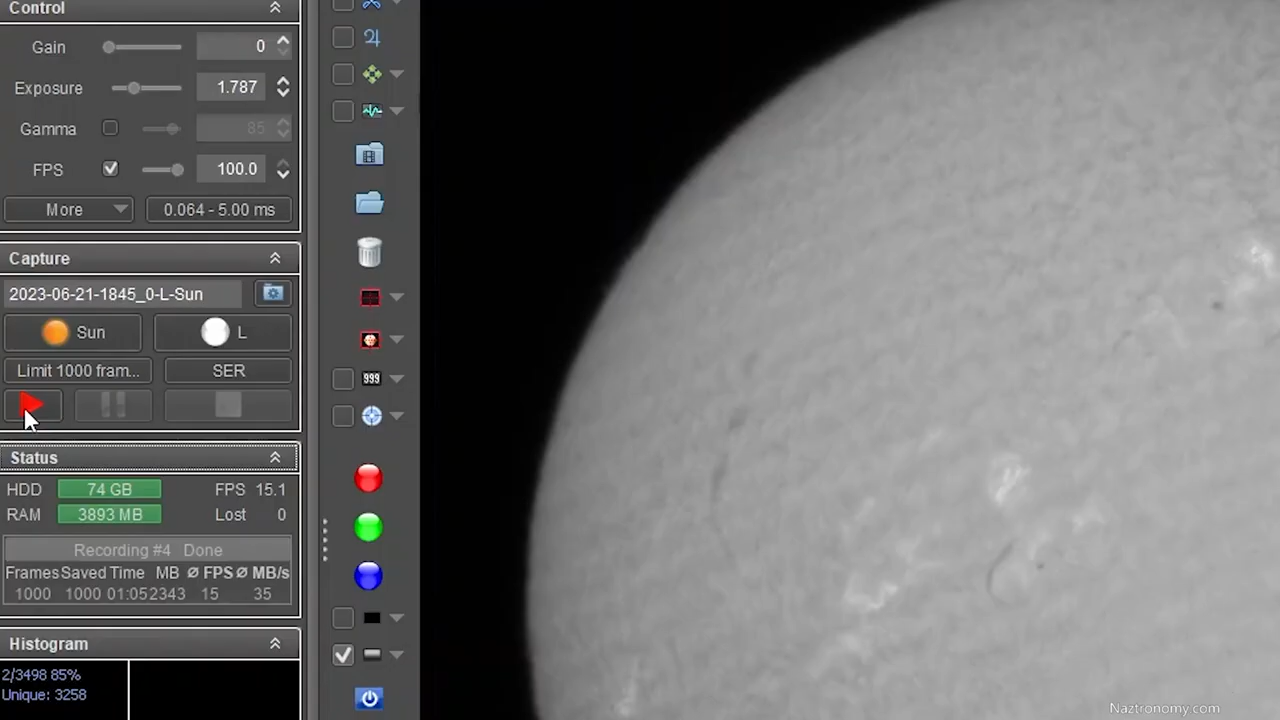 Control
Gain 0
Exposure 1.787
Gamma 85
FPS 100.0
More 0.064 - 5.00 ms
Capture
2023-06-21-1845_0-L-Sun
Sun L
Limit 1000 fram... SER
Status
HDD 74 GB FPS 15.1
RAM 3893 MB Lost 0
Recording #4 Done
Frames Saved Time MB Ø FPS Ø MB/s
1000 1000 01:05 2343 15 35
Histogram
2/3498 85%
Unique: 3258
999
Naztronomy.com